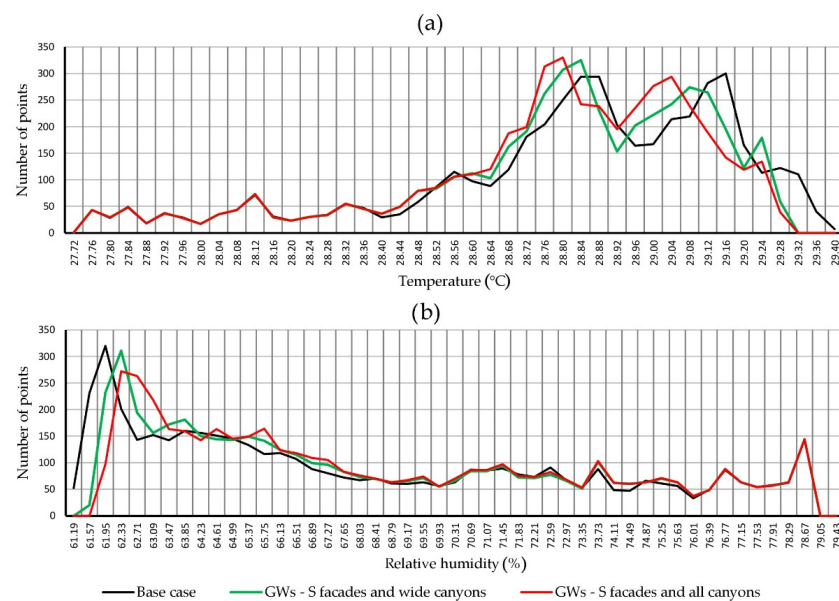 (a)
Number of points
350
300
250
200
150
100
50
0
27.72 27.76 27.80 27.84 27.88 27.92 27.96 28.00 28.04 28.08 28.12 28.16 28.20 28.24 28.28 28.32 28.36 28.40 28.44 28.48 28.52 28.56 28.60 28.64 28.68 28.72 28.76 28.80 28.84 28.88 28.92 28.96 29.00 29.04 29.08 29.12 29.16 29.20 29.24 29.28 29.32 29.36 29.40
Temperature (°C)
(b)
Number of points
350
300
250
200
150
100
50
0
61.19 61.57 61.95 62.33 62.71 63.09 63.47 63.85 64.23 64.61 64.99 65.37 65.75 66.13 66.51 66.89 67.27 67.65 68.03 68.41 68.79 69.17 69.55 69.93 70.31 70.69 71.07 71.45 71.83 72.21 72.59 72.97 73.35 73.73 74.11 74.49 74.87 75.25 75.63 76.01 76.39 76.77 77.15 77.53 77.91 78.29 78.67 79.05 79.43
Relative humidity (%)
Base case GWs - S facades and wide canyons GWs - S facades and all canyons